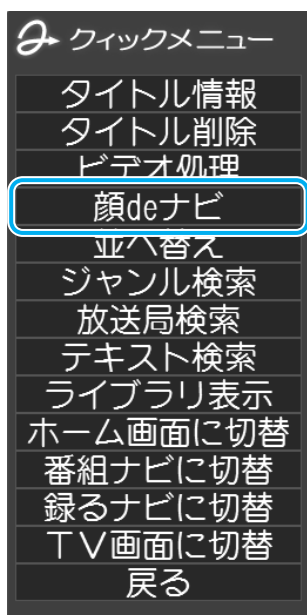 クィックメニュー
タイトル情報
タイトル削除
ビデオ処理
顔deナビ
並べ替え
ジャンル検索
放送局検索
テキスト検索
ライブラリ表示
ホーム画面に切替
番組ナビに切替
録るナビに切替
TV画面に切替
戻る